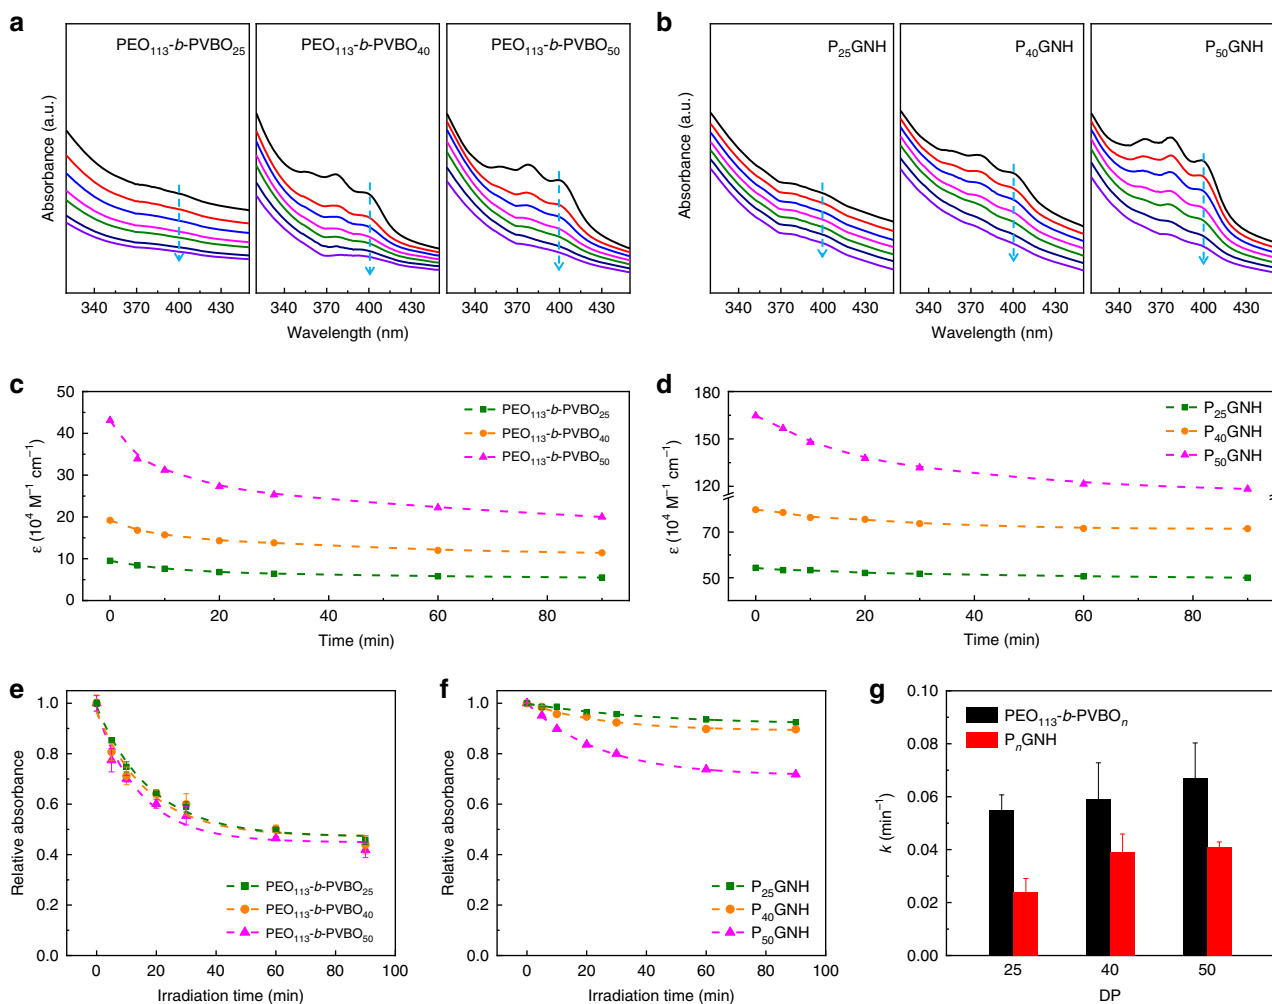 a
PEO113-b-PVBO25
PEO113-b-PVBO40
PEO113-b-PVBO50
Absorbance (a.u.)
340 370 400 430
340 370 400 430
340 370 400 430
Wavelength (nm)
b
P25GNH
P40GNH
P50GNH
Absorbance (a.u.)
340 370 400 430
340 370 400 430
340 370 400 430
Wavelength (nm)
c
50
40
30
20
10
0
ε (10⁴ M⁻¹ cm⁻¹)
PEO113-b-PVBO25
PEO113-b-PVBO40
PEO113-b-PVBO50
0 20 40 60 80
Time (min)
d
180
150
120
70
50
ε (10⁴ M⁻¹ cm⁻¹)
P25GNH
P40GNH
P50GNH
0 20 40 60 80
Time (min)
e
1.0
0.8
0.6
0.4
0.2
0.0
Relative absorbance
PEO113-b-PVBO25
PEO113-b-PVBO40
PEO113-b-PVBO50
0 20 40 60 80 100
Irradiation time (min)
f
1.0
0.8
0.6
0.4
0.2
0.0
Relative absorbance
P25GNH
P40GNH
P50GNH
0 20 40 60 80 100
Irradiation time (min)
g
0.10
0.08
0.06
0.04
0.02
0.00
k (min⁻¹)
PEO113-b-PVBOn
PnGNH
25 40 50
DP